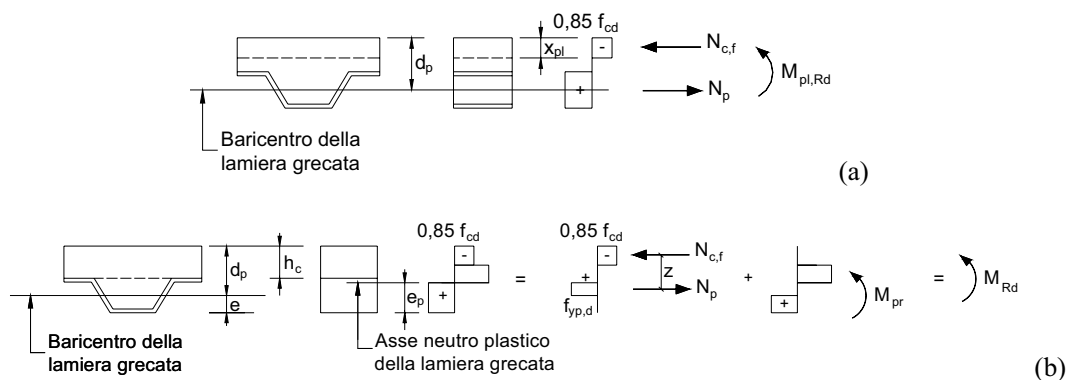 0,85 f_cd
d_p
x_pl
-
N_c,f
+
N_p
M_pl,Rd
Baricentro della
lamiera grecata
(a)
0,85 f_cd
0,85 f_cd
d_p
h_c
e
e_p
-
+
=
-
+
f_yp,d
N_c,f
z
N_p
+
+
M_pr
=
M_Rd
Baricentro della
lamiera grecata
Asse neutro plastico
della lamiera grecata
(b)